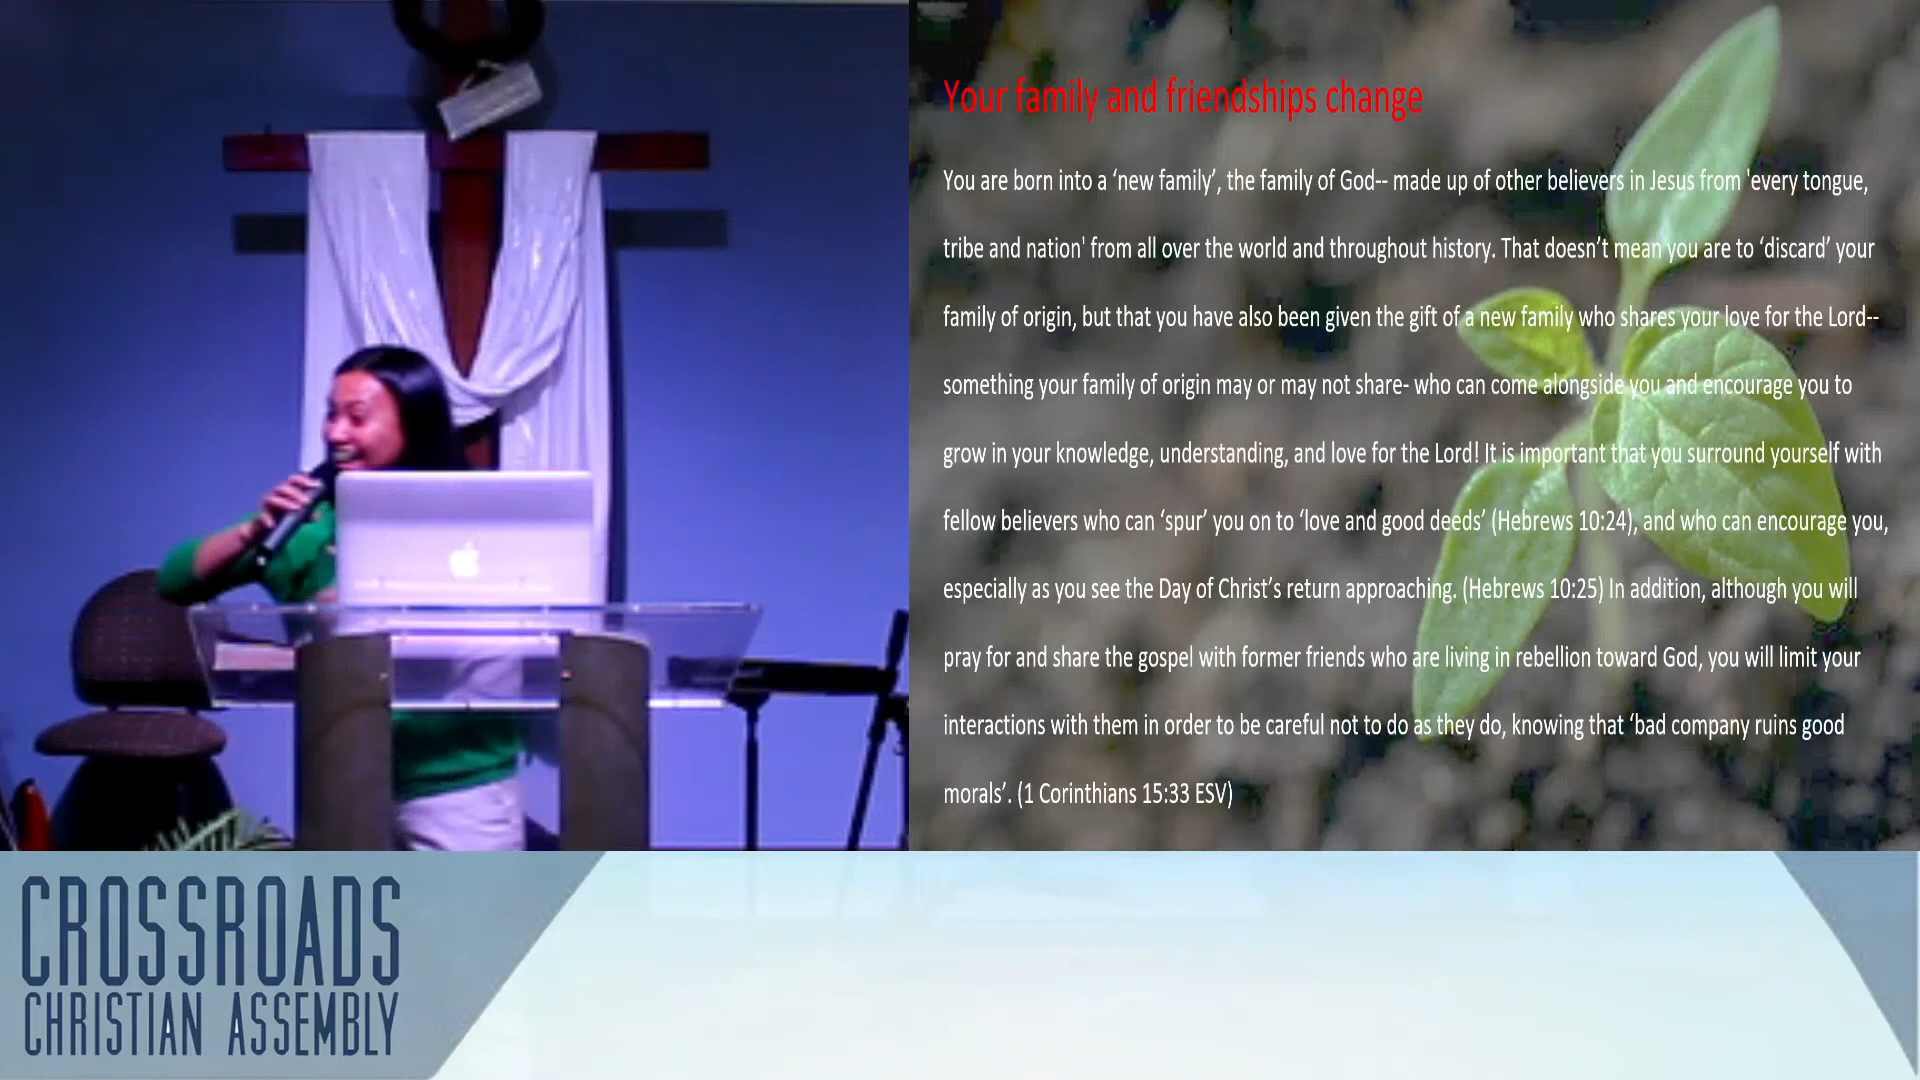 Your family and friendships change
You are born into a ‘new family’, the family of God-- made up of other believers in Jesus from 'every tongue,
tribe and nation' from all over the world and throughout history. That doesn’t mean you are to ‘discard’ your
family of origin, but that you have also been given the gift of a new family who shares your love for the Lord--
something your family of origin may or may not share- who can come alongside you and encourage you to
grow in your knowledge, understanding, and love for the Lord! It is important that you surround yourself with
fellow believers who can ‘spur’ you on to ‘love and good deeds’ (Hebrews 10:24), and who can encourage you,
especially as you see the Day of Christ’s return approaching. (Hebrews 10:25) In addition, although you will
pray for and share the gospel with former friends who are living in rebellion toward God, you will limit your
interactions with them in order to be careful not to do as they do, knowing that ‘bad company ruins good
morals’. (1 Corinthians 15:33 ESV)
CROSSROADS
CHRISTIAN ASSEMBLY